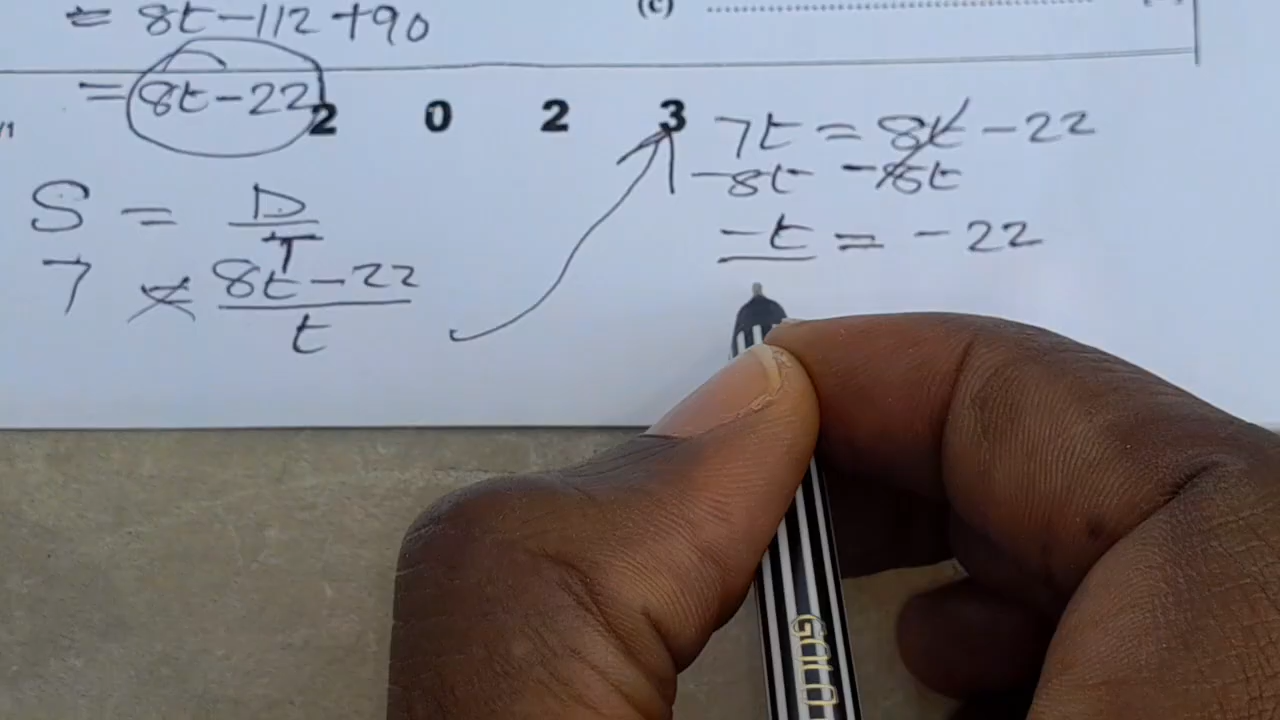 = 8t-112+90
(c) ........................................
= 8t-22
/1
2 0 2 3
S = D/T
7 = 8t-22/t
7t = 8t-22
-8t -8t
-t = -22
GOLD